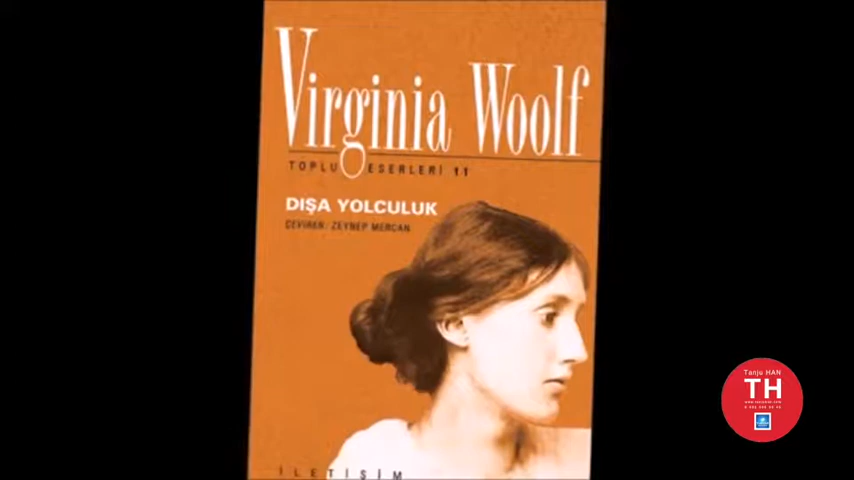 Virginia Woolf
TOPLU ESERLERİ 11
DIŞA YOLCULUK
ÇEVİREN / ZEYNEP MERCAN
İLETİŞİM
Tanju HAN
TH